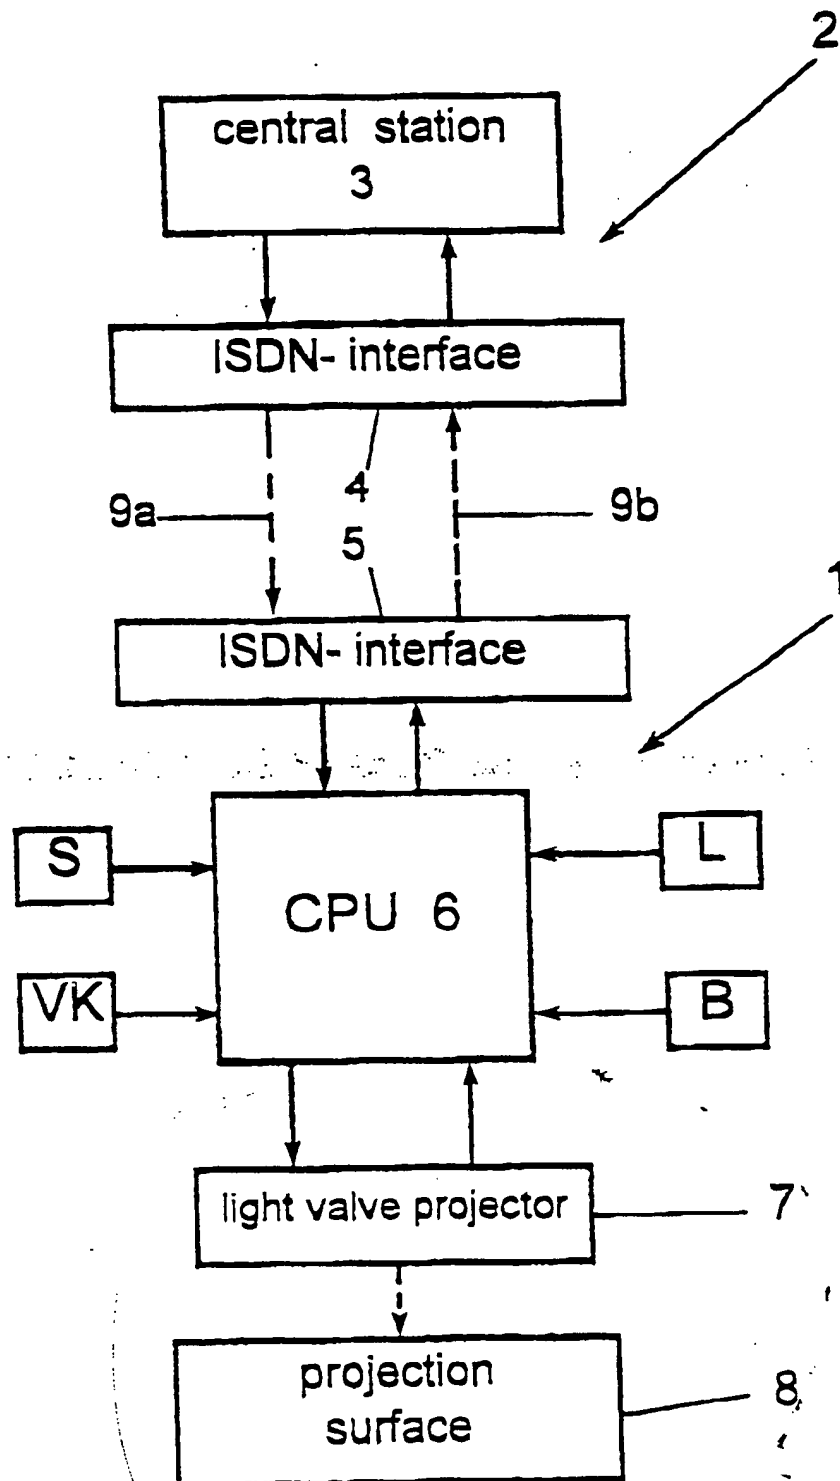 2
central station
3
ISDN- interface
4
9a
9b
5
1
ISDN- interface
S
L
CPU 6
VK
B
light valve projector
7
projection
surface
8